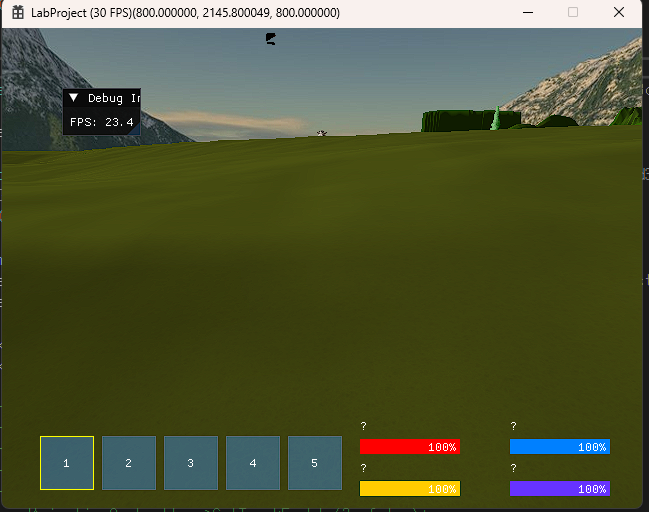 LabProject (30 FPS)(800.000000, 2145.800049, 800.000000)
▼ Debug In
FPS: 23.4
? ?
100% 100%
? ?
100% 100%
1 2 3 4 5